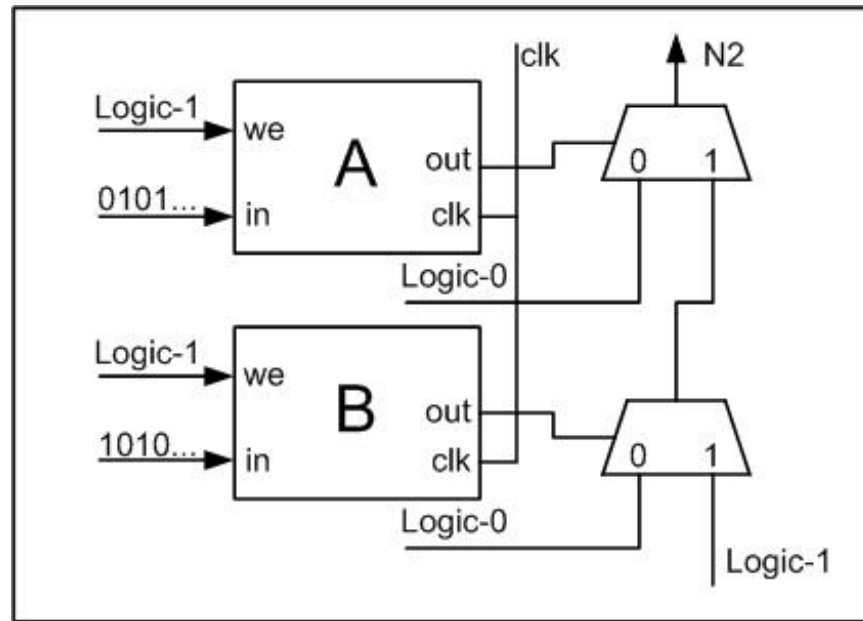 clk
N2
Logic-1
we
A
out
0 1
0101...
in
clk
Logic-0
Logic-1
we
B
out
0 1
1010...
in
clk
Logic-0
Logic-1